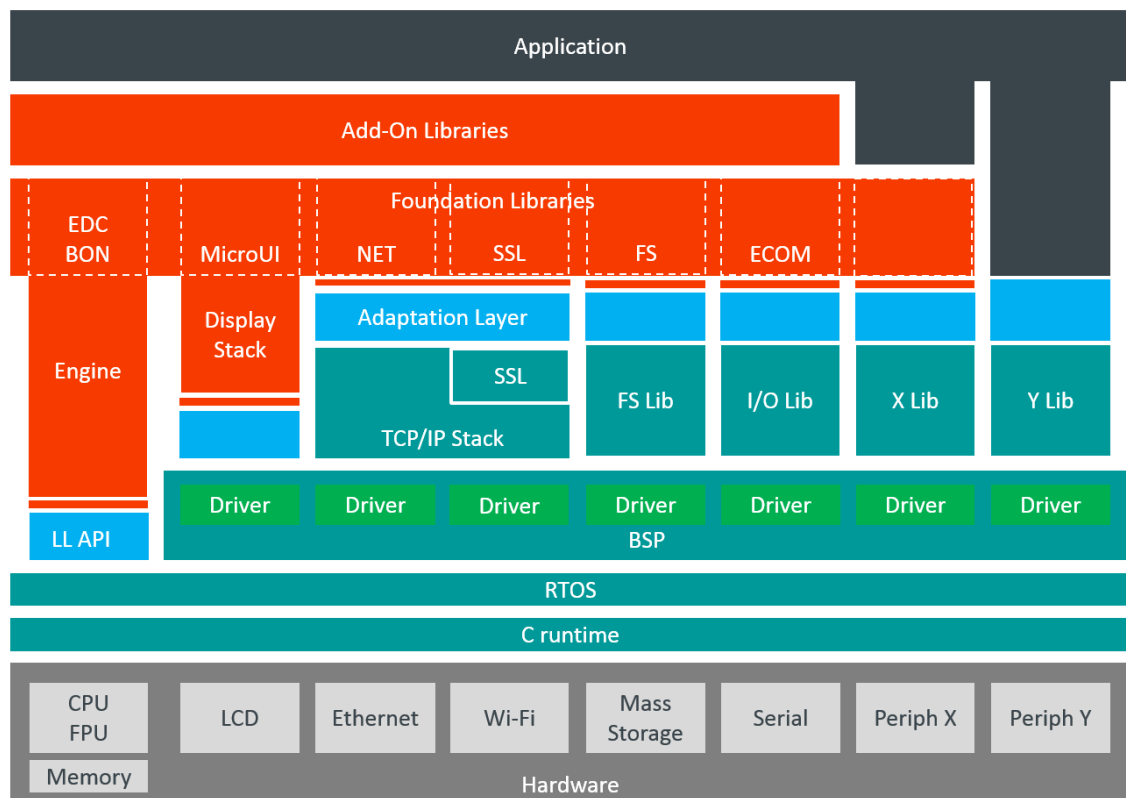 Application
Add-On Libraries
Foundation Libraries
EDC
BON
MicroUI
NET
SSL
FS
ECOM
Engine
Display
Stack
Adaptation Layer
SSL
TCP/IP Stack
FS Lib
I/O Lib
X Lib
Y Lib
Driver
Driver
Driver
Driver
Driver
Driver
Driver
LL API
BSP
RTOS
C runtime
CPU
FPU
LCD
Ethernet
Wi-Fi
Mass
Storage
Serial
Periph X
Periph Y
Memory
Hardware